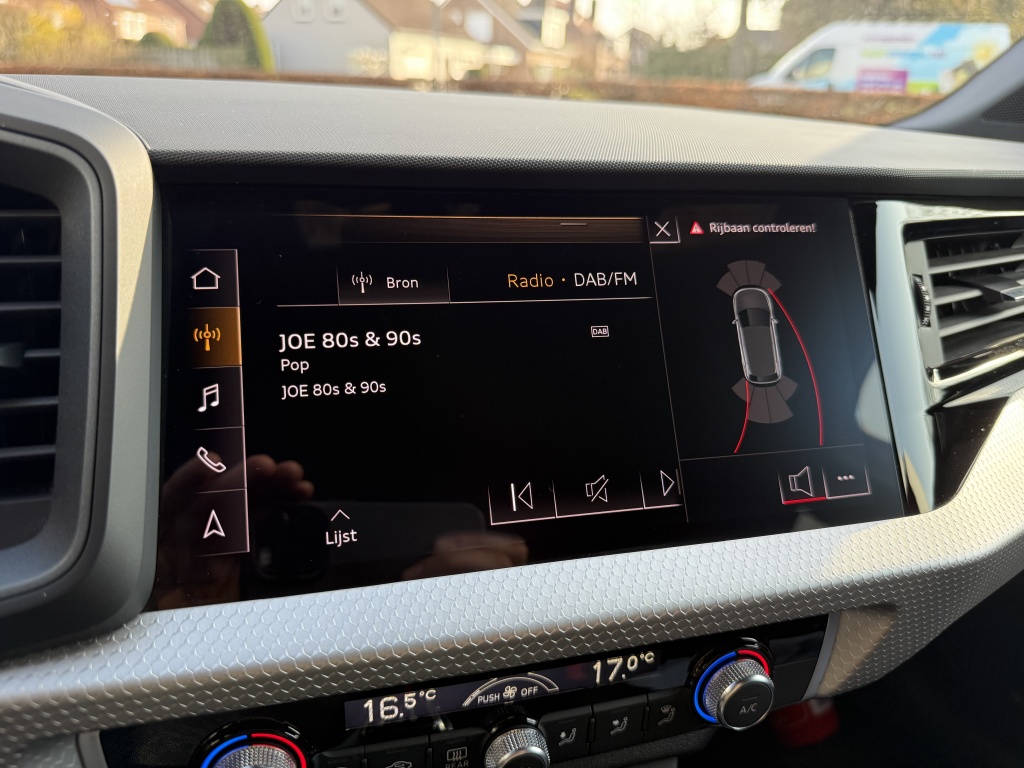 Rijbaan controleren!
Bron
Radio · DAB/FM
JOE 80s & 90s
DAB
Pop
JOE 80s & 90s
Lijst
16.5°C
PUSH OFF
17.0°C
A/C
REAR